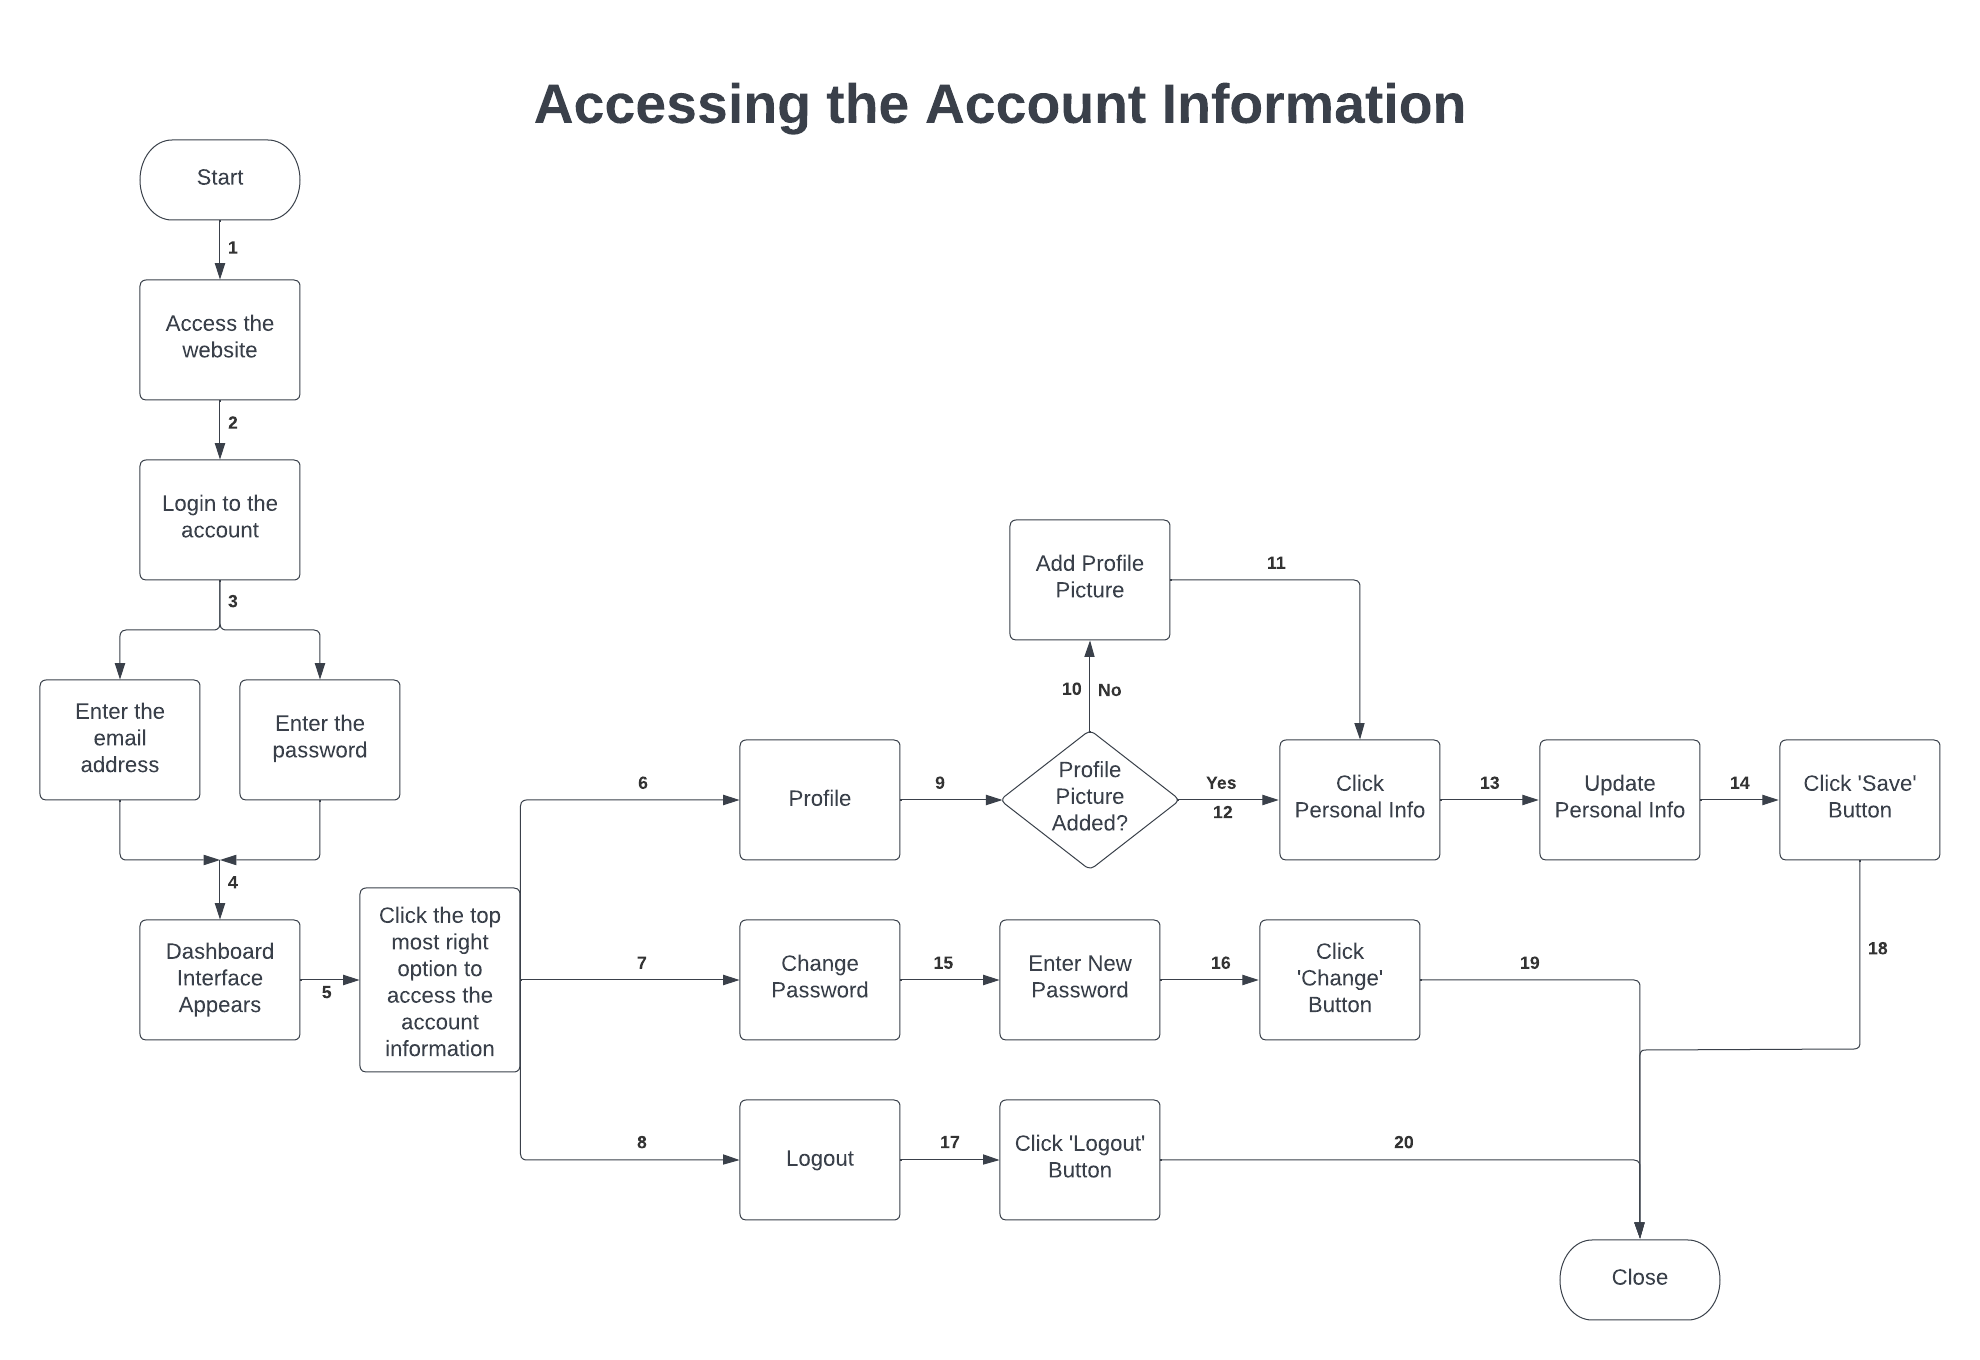 Accessing the Account Information
Start
1
Access the
website
2
Login to the
account
3
Enter the
email
address
Enter the
password
4
Dashboard
Interface
Appears
5
Click the top
most right
option to
access the
account
information
6
Profile
9
Profile
Picture
Added?
10 No
Add Profile
Picture
11
Yes
12
Click
Personal Info
13
Update
Personal Info
14
Click 'Save'
Button
18
7
Change
Password
15
Enter New
Password
16
Click
'Change'
Button
19
8
Logout
17
Click 'Logout'
Button
20
Close